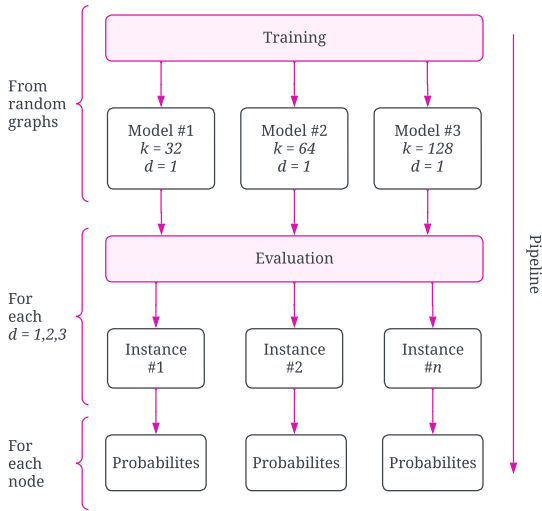 Training
From
random
graphs
Model #1
k = 32
d = 1
Model #2
k = 64
d = 1
Model #3
k = 128
d = 1
Evaluation
Pipeline
For
each
d = 1,2,3
Instance
#1
Instance
#2
Instance
#n
For
each
node
Probabilites
Probabilites
Probabilites